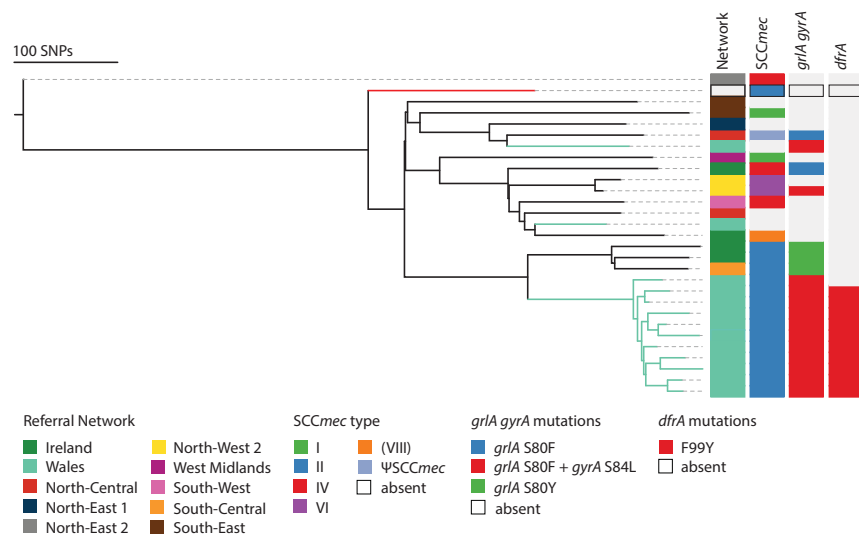 100 SNPs
Network
SCCmec
grlA gyrA
dfrA
Referral Network
Ireland
Wales
North-Central
North-East 1
North-East 2
North-West 2
West Midlands
South-West
South-Central
South-East
SCCmec type
I
II
IV
VI
(VIII)
ΨSCCmec
absent
grlA gyrA mutations
grlA S80F
grlA S80F + gyrA S84L
grlA S80Y
absent
dfrA mutations
F99Y
absent